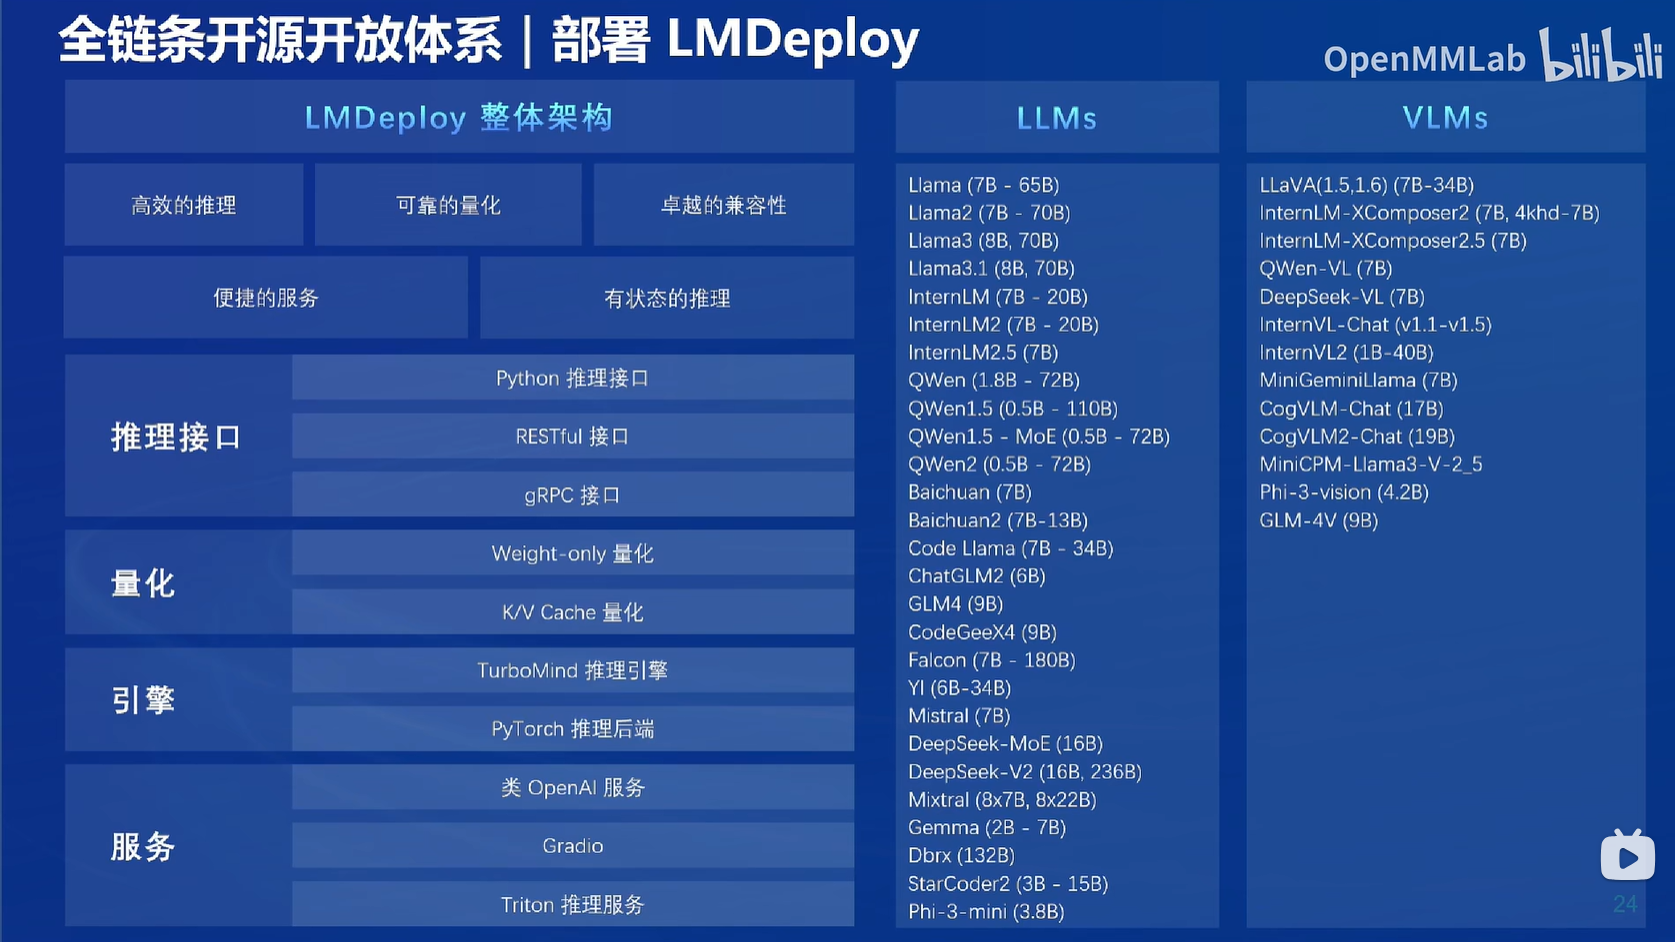 全链条开源开放体系｜部署 LMDeploy
OpenMMLab bilibili
LMDeploy 整体架构
高效的推理
可靠的量化
卓越的兼容性
便捷的服务
有状态的推理
推理接口
Python 推理接口
RESTful 接口
gRPC 接口
量化
Weight-only 量化
K/V Cache 量化
引擎
TurboMind 推理引擎
PyTorch 推理后端
服务
类 OpenAI 服务
Gradio
Triton 推理服务
LLMs
Llama (7B - 65B)
Llama2 (7B - 70B)
Llama3 (8B, 70B)
Llama3.1 (8B, 70B)
InternLM (7B - 20B)
InternLM2 (7B - 20B)
InternLM2.5 (7B)
QWen (1.8B - 72B)
QWen1.5 (0.5B - 110B)
QWen1.5 - MoE (0.5B - 72B)
QWen2 (0.5B - 72B)
Baichuan (7B)
Baichuan2 (7B-13B)
Code Llama (7B - 34B)
ChatGLM2 (6B)
GLM4 (9B)
CodeGeeX4 (9B)
Falcon (7B - 180B)
YI (6B-34B)
Mistral (7B)
DeepSeek-MoE (16B)
DeepSeek-V2 (16B, 236B)
Mixtral (8x7B, 8x22B)
Gemma (2B - 7B)
Dbrx (132B)
StarCoder2 (3B - 15B)
Phi-3-mini (3.8B)
VLMs
LLaVA(1.5,1.6) (7B-34B)
InternLM-XComposer2 (7B, 4khd-7B)
InternLM-XComposer2.5 (7B)
QWen-VL (7B)
DeepSeek-VL (7B)
InternVL-Chat (v1.1-v1.5)
InternVL2 (1B-40B)
MiniGeminiLlama (7B)
CogVLM-Chat (17B)
CogVLM2-Chat (19B)
MiniCPM-Llama3-V-2_5
Phi-3-vision (4.2B)
GLM-4V (9B)
24